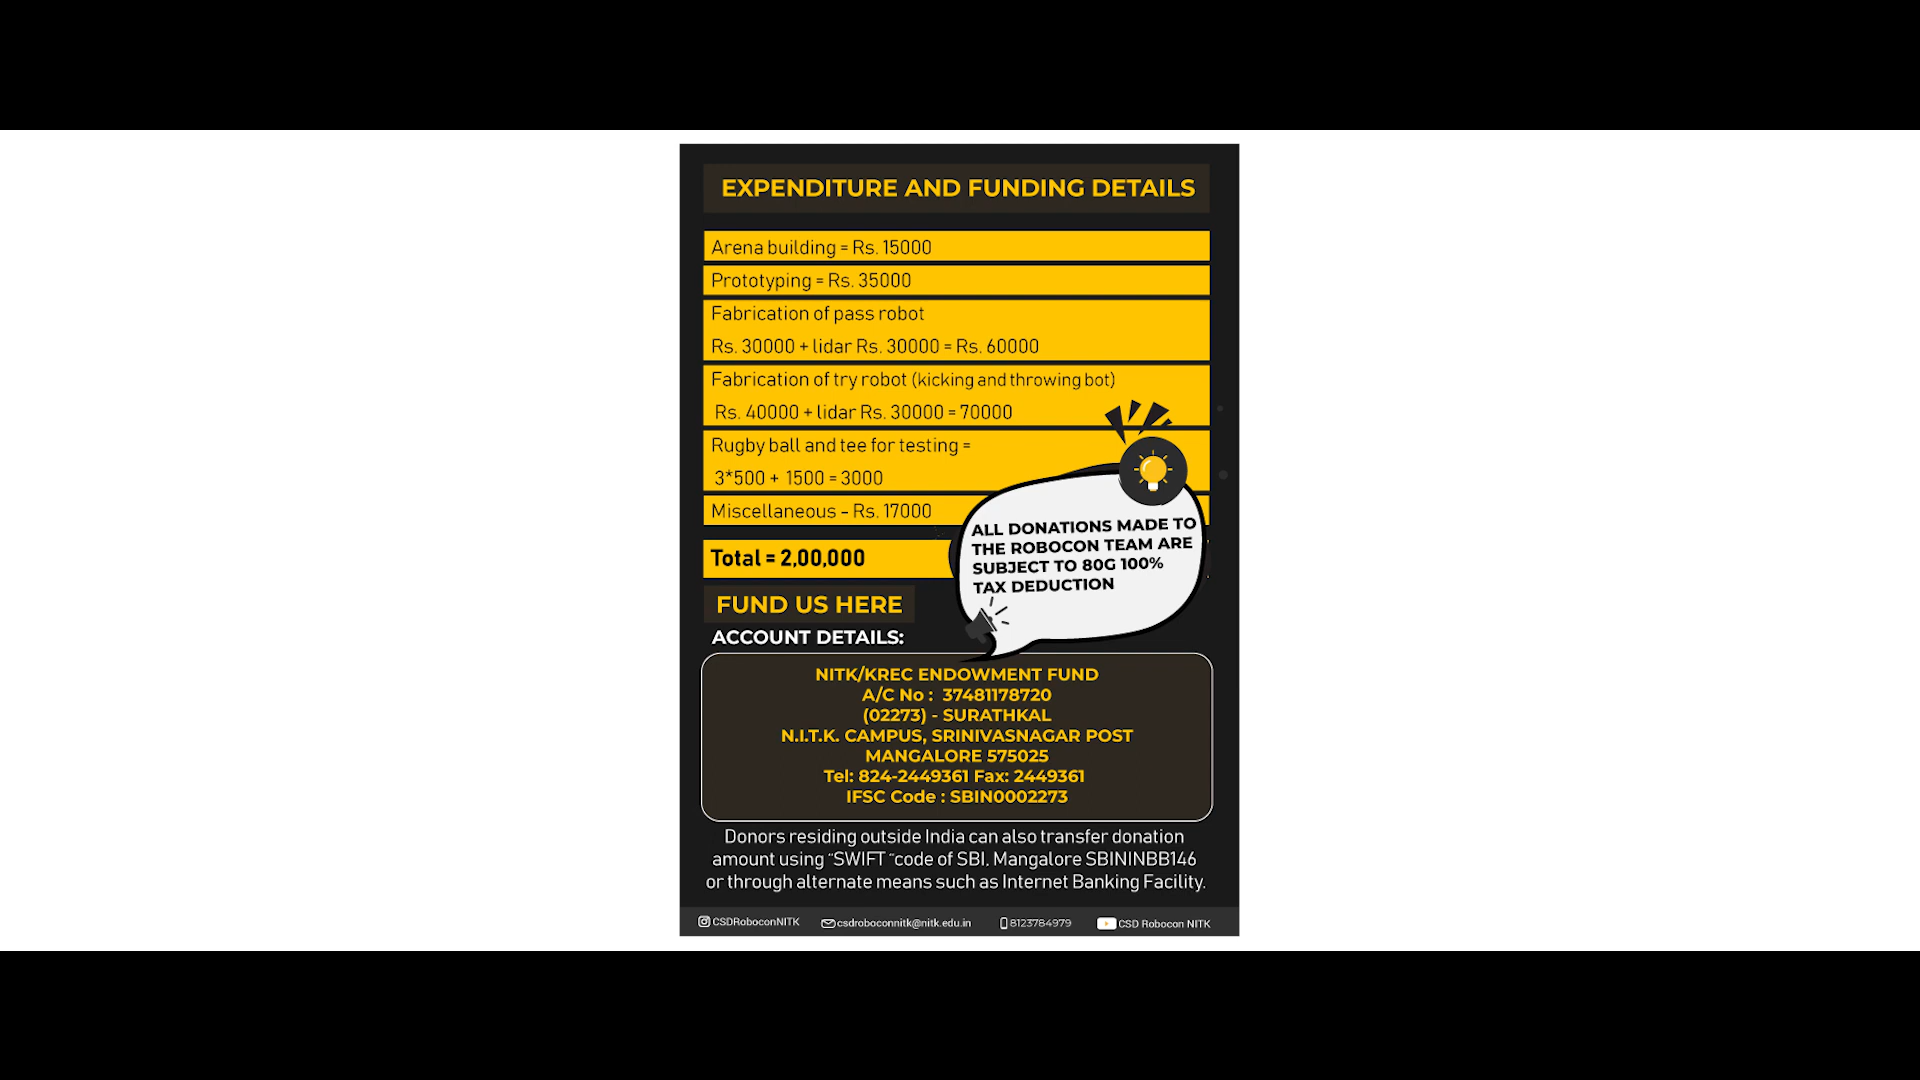 EXPENDITURE AND FUNDING DETAILS
Arena building = Rs. 15000
Prototyping = Rs. 35000
Fabrication of pass robot
Rs. 30000 + lidar Rs. 30000 = Rs. 60000
Fabrication of try robot (kicking and throwing bot)
Rs. 40000 + lidar Rs. 30000 = 70000
Rugby ball and tee for testing =
3*500 + 1500 = 3000
Miscellaneous - Rs. 17000
Total = 2,00,000
ALL DONATIONS MADE TO
THE ROBOCON TEAM ARE
SUBJECT TO 80G 100%
TAX DEDUCTION
FUND US HERE
ACCOUNT DETAILS:
NITK/KREC ENDOWMENT FUND
A/C No : 37481178720
(02273) - SURATHKAL
N.I.T.K. CAMPUS, SRINIVASNAGAR POST
MANGALORE 575025
Tel: 824-2449361 Fax: 2449361
IFSC Code : SBIN0002273
Donors residing outside India can also transfer donation
amount using "SWIFT "code of SBI, Mangalore SBININBB146
or through alternate means such as Internet Banking Facility.
CSDRoboconNITK csdroboconnitk@nitk.edu.in 8123784979 CSD Robocon NITK